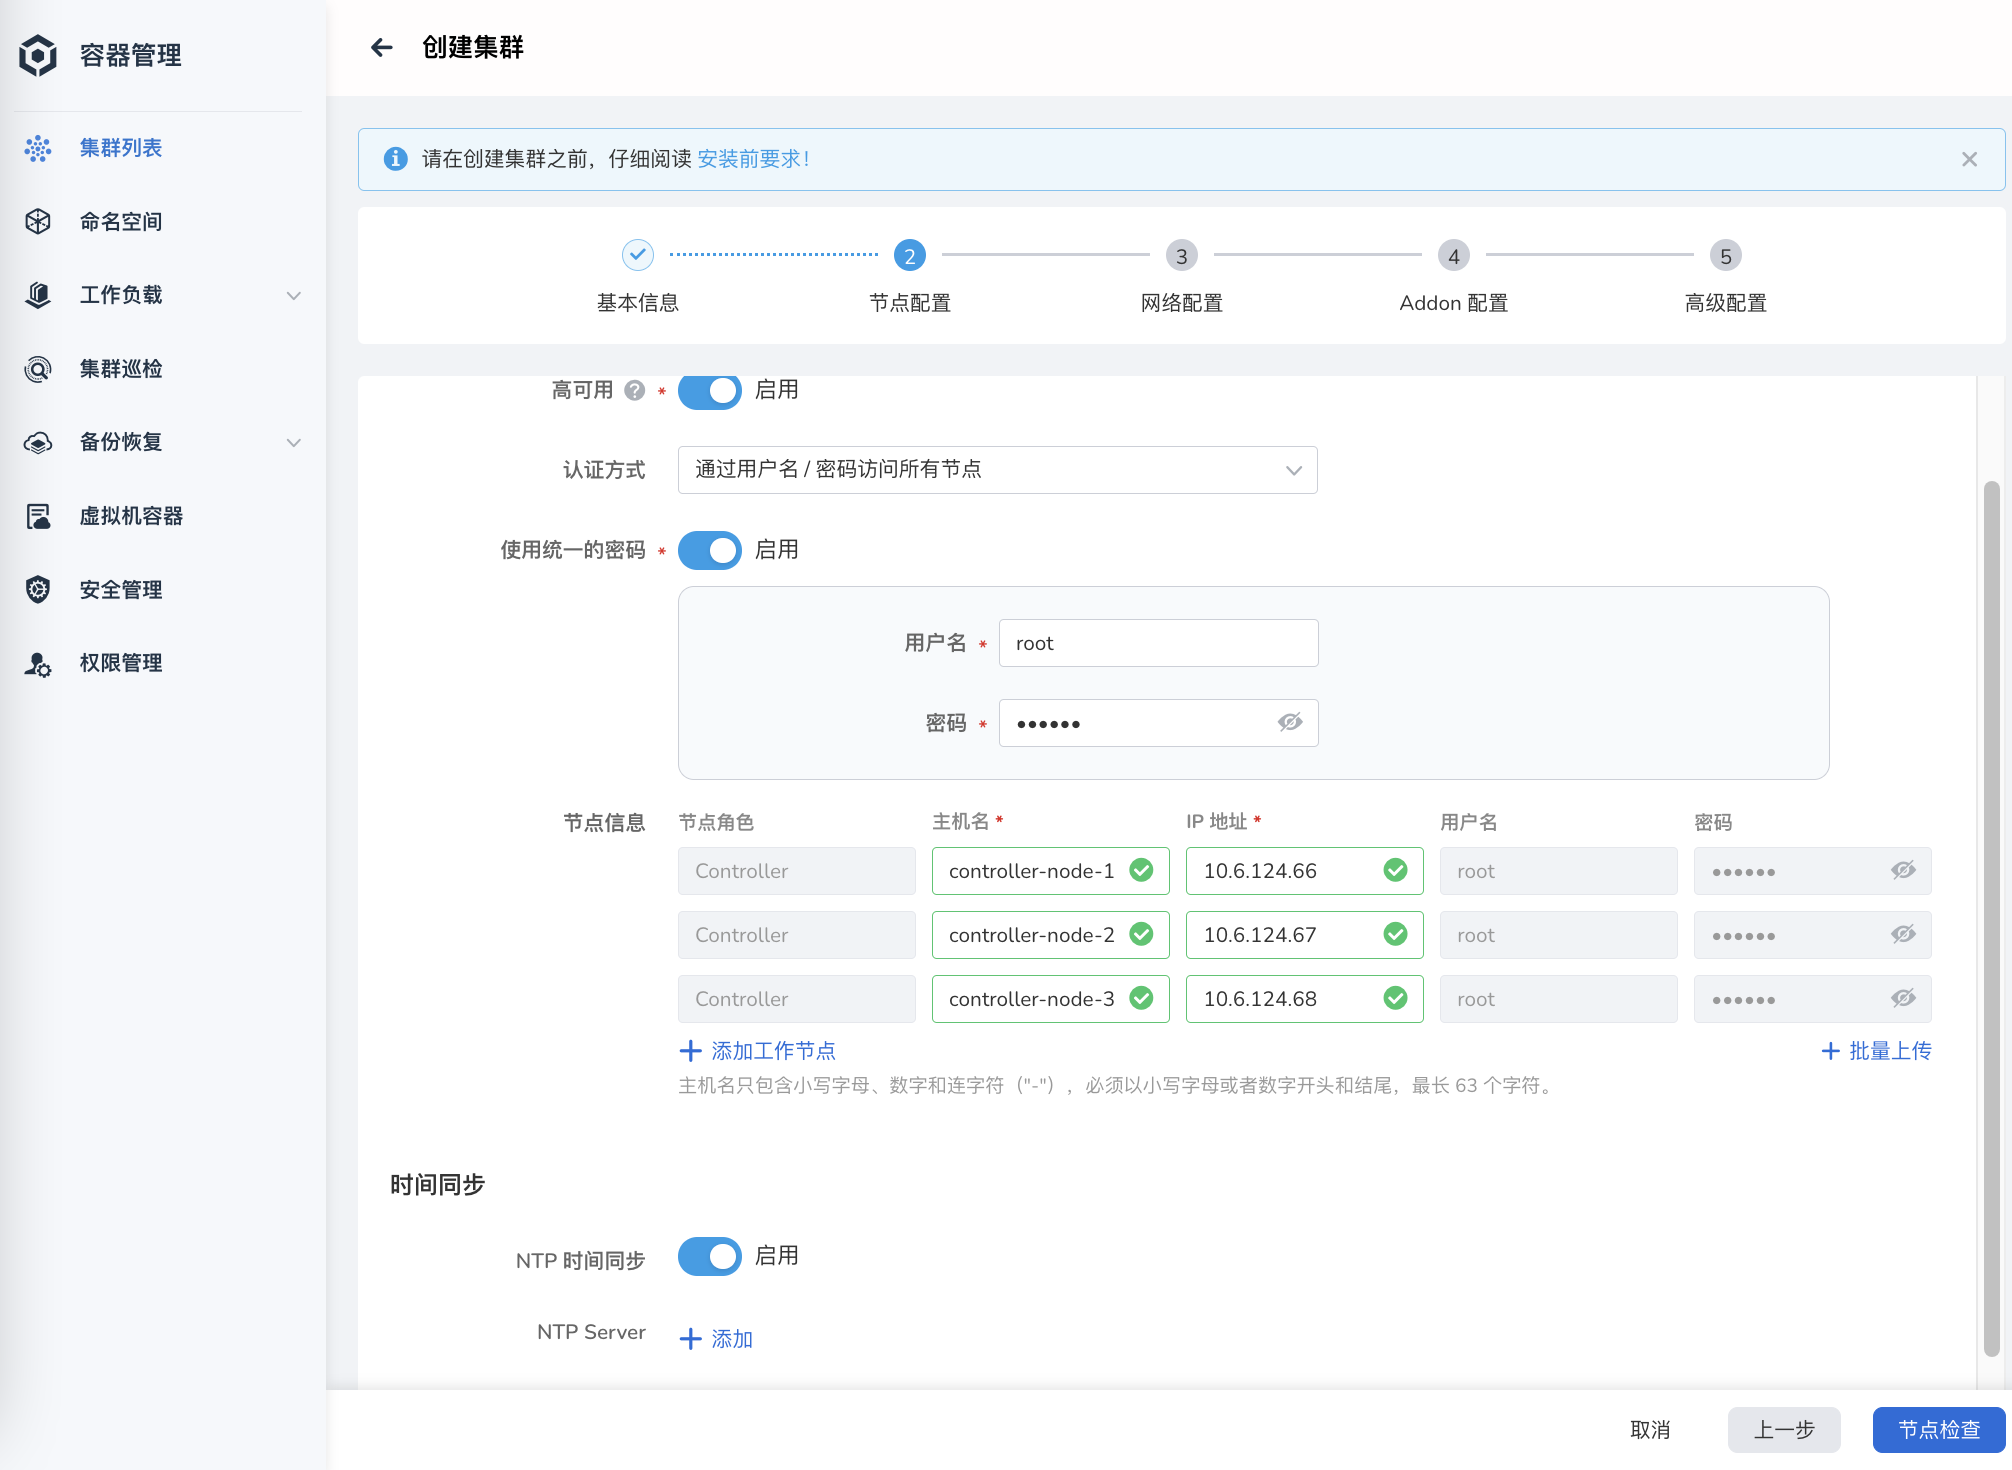 容器管理
集群列表
命名空间
工作负载
集群巡检
备份恢复
虚拟机容器
安全管理
权限管理
创建集群
请在创建集群之前，仔细阅读 安装前要求！
2 3 4 5
基本信息 节点配置 网络配置 Addon 配置 高级配置
高可用 ? * 启用
认证方式 通过用户名 / 密码访问所有节点
使用统一的密码 * 启用
用户名 * root
密码 * ••••••
节点信息 节点角色 主机名 * IP 地址 * 用户名 密码
Controller controller-node-1 10.6.124.66 root ••••••
Controller controller-node-2 10.6.124.67 root ••••••
Controller controller-node-3 10.6.124.68 root ••••••
+ 添加工作节点 + 批量上传
主机名只包含小写字母、数字和连字符（"-"），必须以小写字母或者数字开头和结尾，最长 63 个字符。
时间同步
NTP 时间同步 启用
NTP Server + 添加
取消 上一步 节点检查